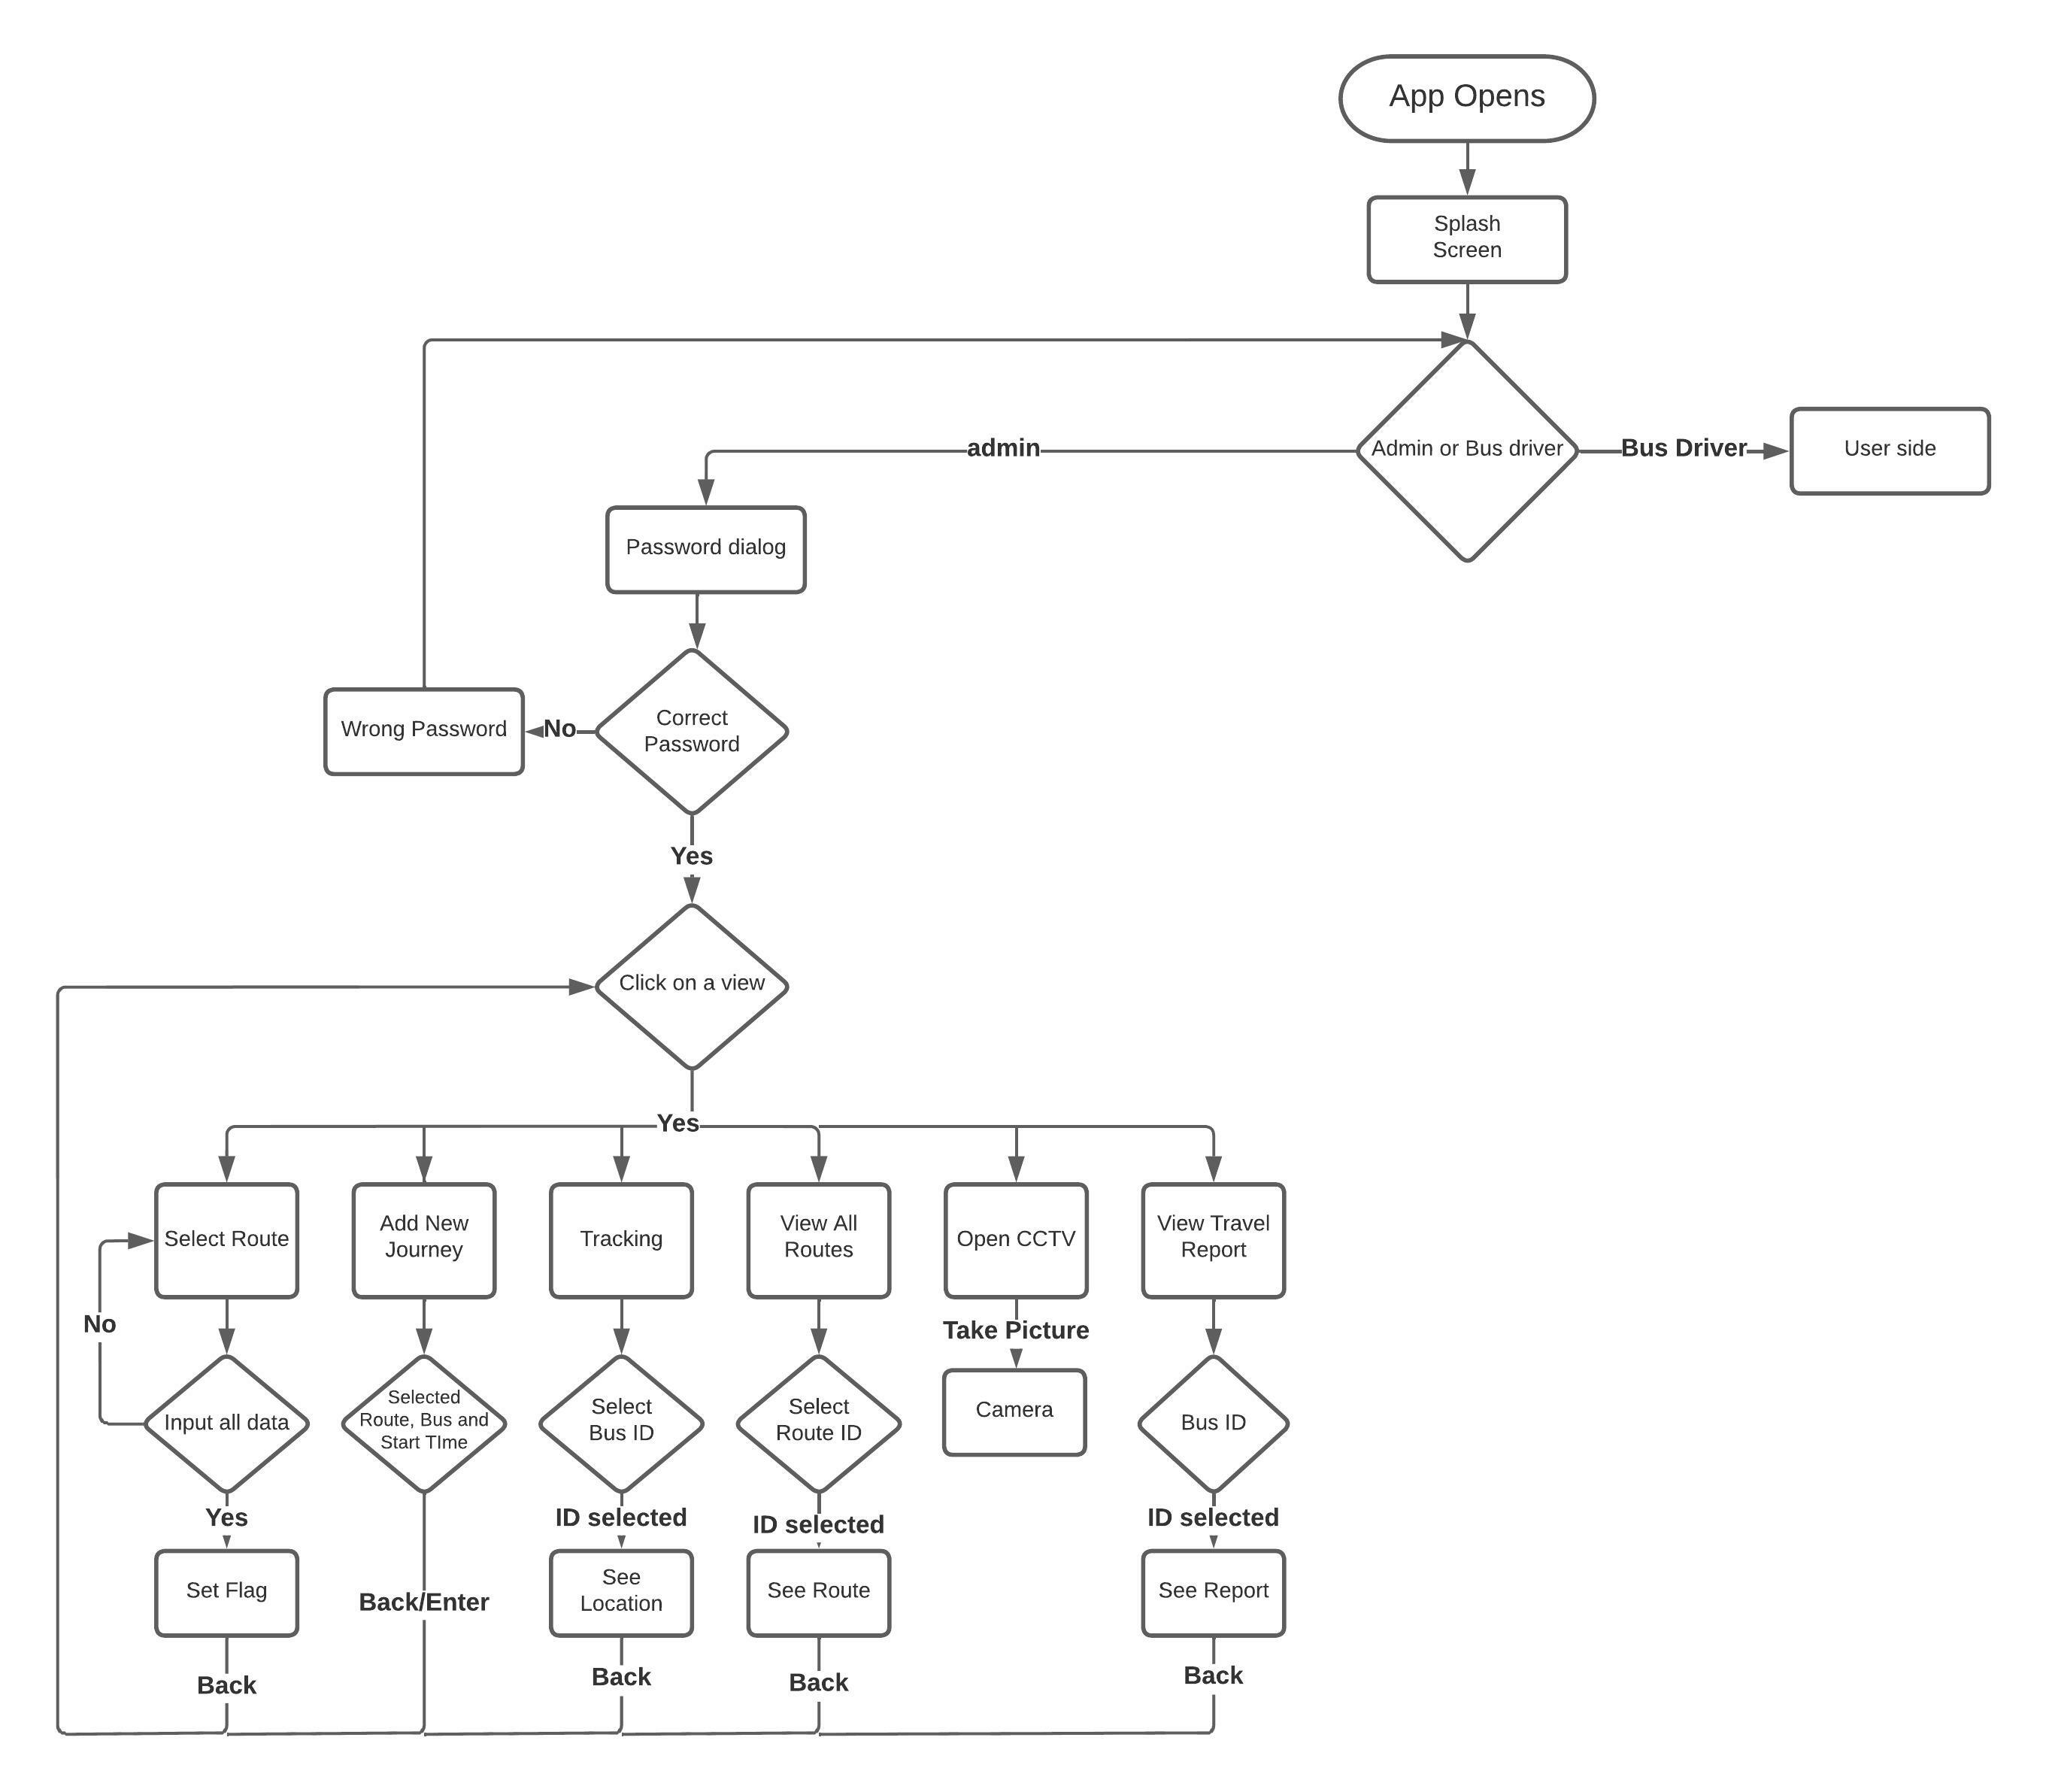 App Opens
Splash
Screen
Admin or Bus driver
admin
Bus Driver
User side
Password dialog
Correct
Password
No
Wrong Password
Yes
Click on a view
Yes
Select Route
Add New
Journey
Tracking
View All
Routes
Open CCTV
View Travel
Report
No
Take Picture
Input all data
Selected
Route, Bus and
Start TIme
Select
Bus ID
Select
Route ID
Camera
Bus ID
Yes
ID selected
ID selected
ID selected
Set Flag
Back/Enter
See
Location
See Route
See Report
Back
Back
Back
Back